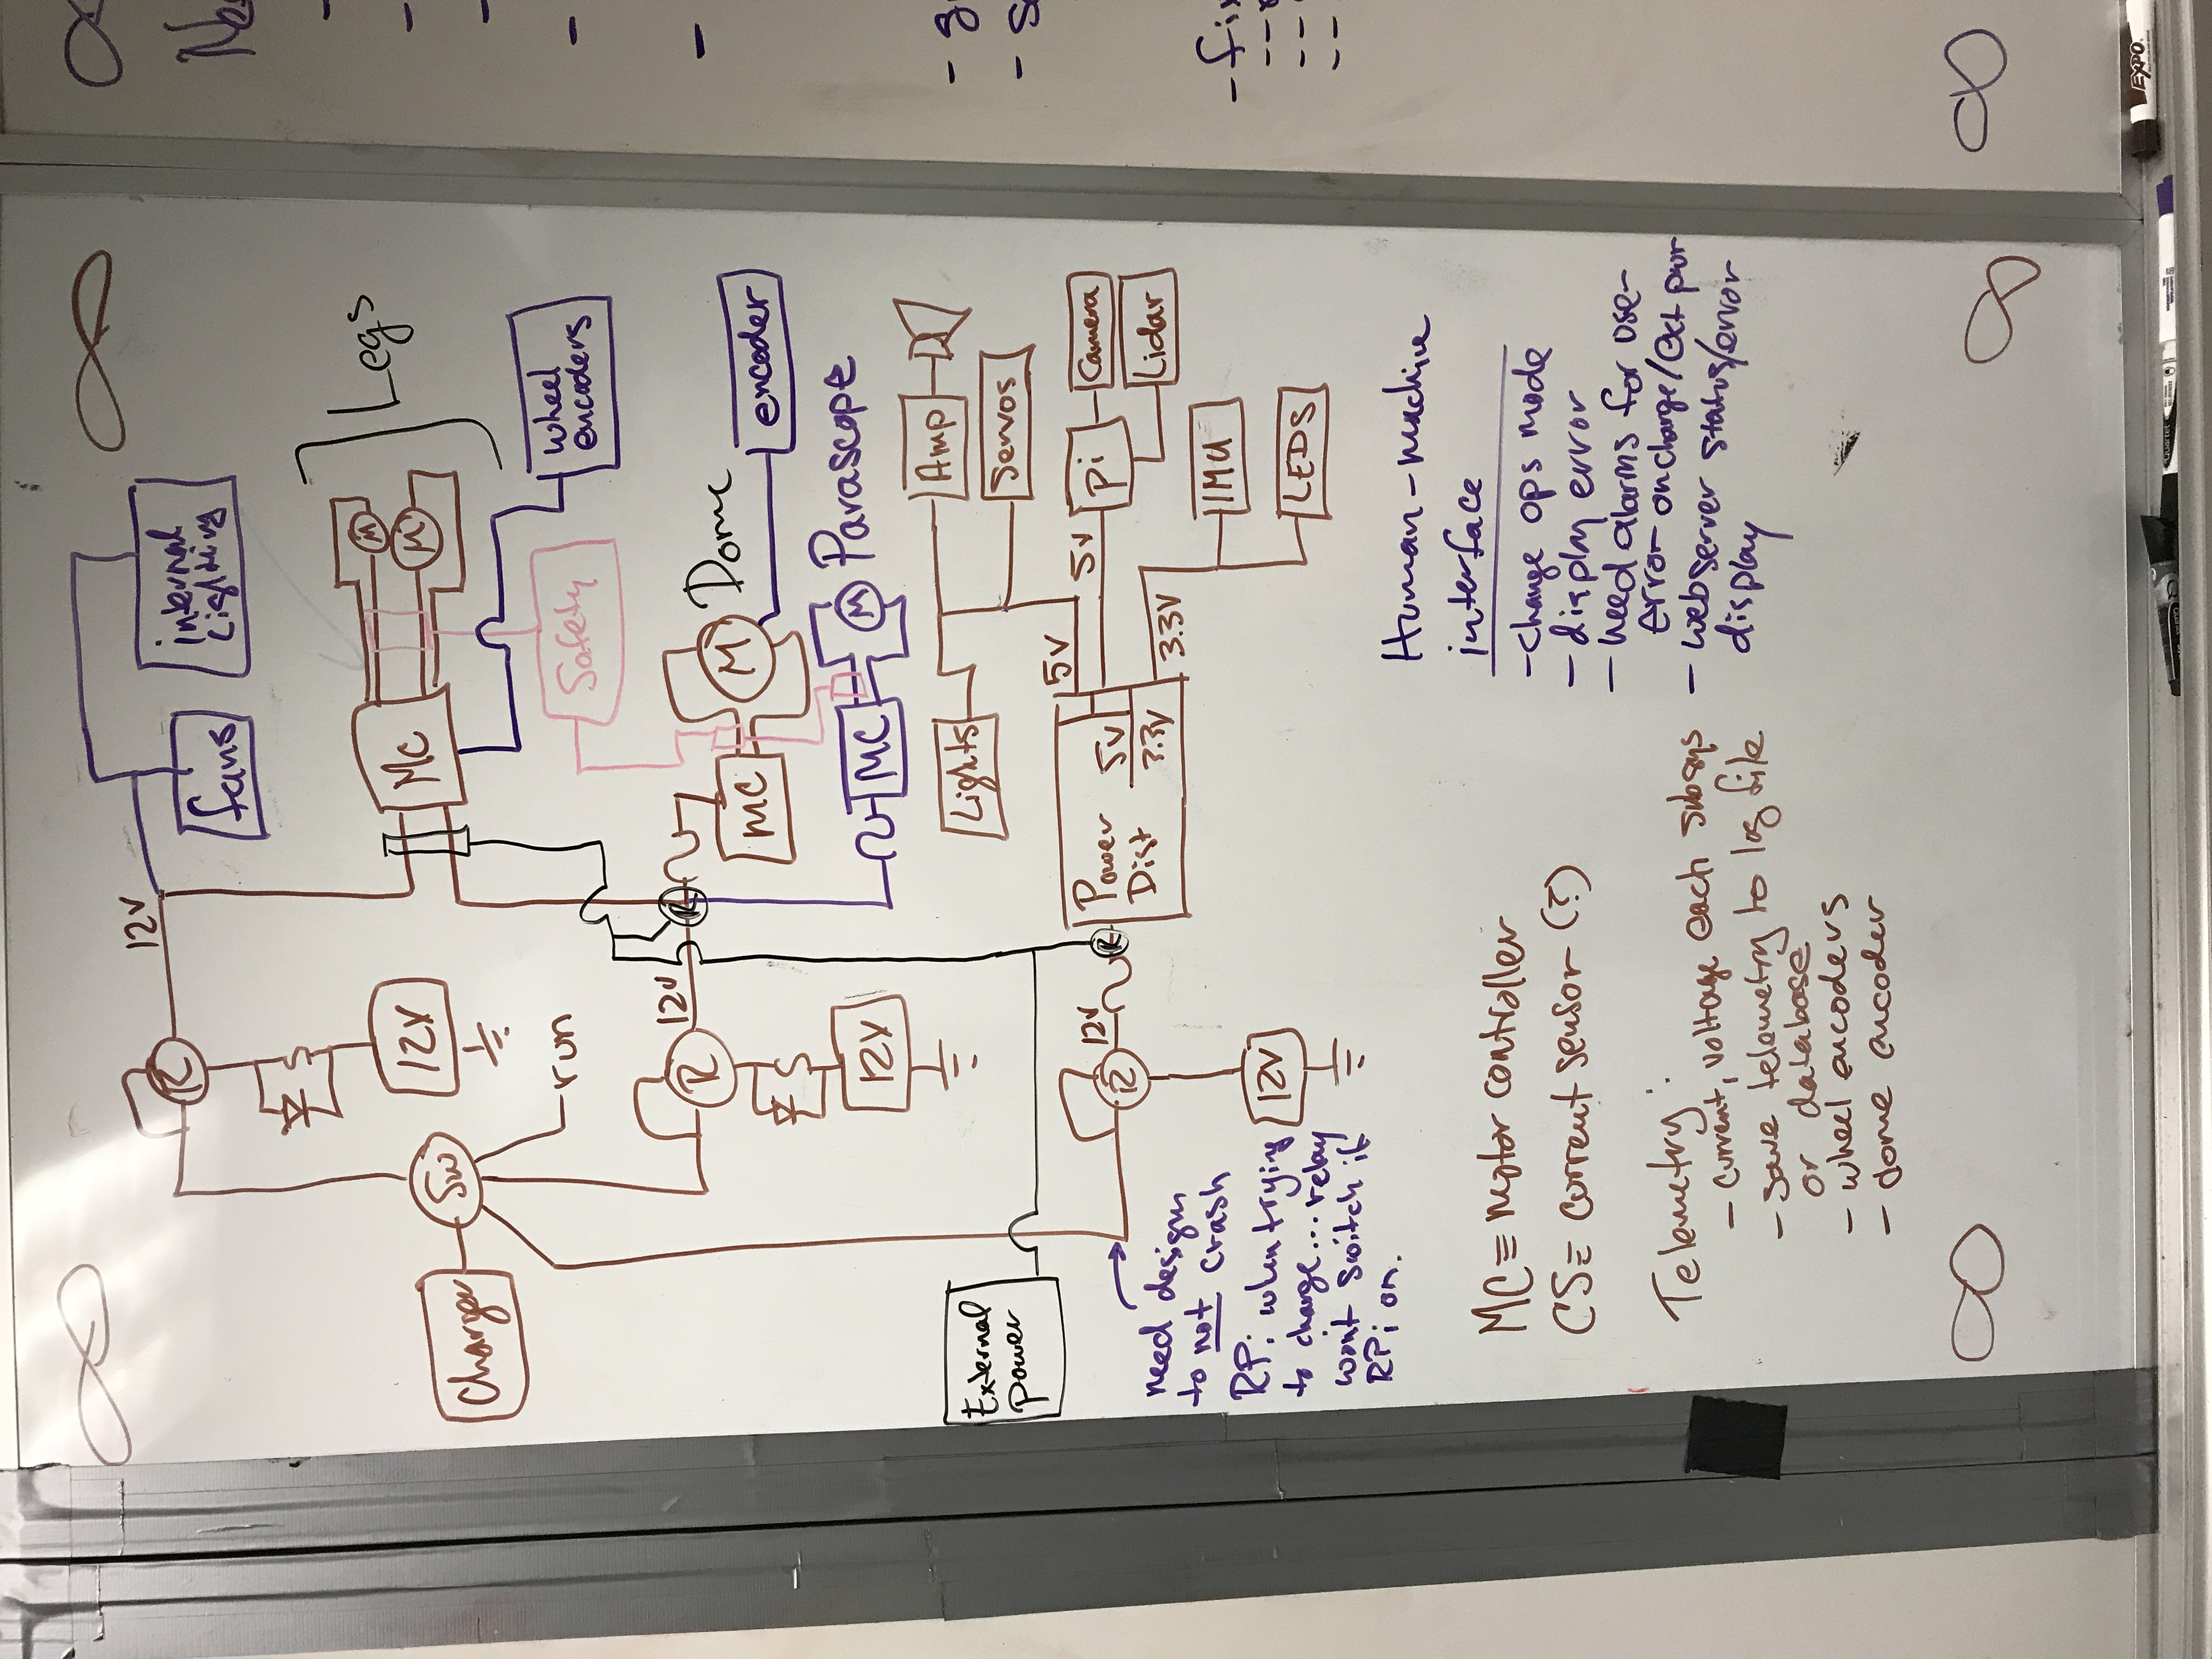 12V
R
fans
internal
Lighting
12V
MC
M
M
Legs
Charger
SW
run
wheel
encoders
Safety
12V
R
R
MC
M
Dome
encoder
12V
MC
M
Parascope
Lights
Amp
Servos
External
power
12V
R
R
Power
Dist
5V
3.3V
5V
5V
3.3V
Pi
Camera
Lidar
IMU
LEDS
12V
need design
to not crash
RPi when trying
to charge... relay
wont switch if
RPi on.
MC ≡ motor controller
CS ≡ current sensor (?)
Telemetry:
- current, voltage each subsys
- save telemetry to log file
or database
- wheel encoders
- dome encoder
Human-machine
interface
- change ops mode
- display error
- need alarms for use-
error on charge/ext pwr
- webserver status/error
display
- fix
EXPO
Quartet